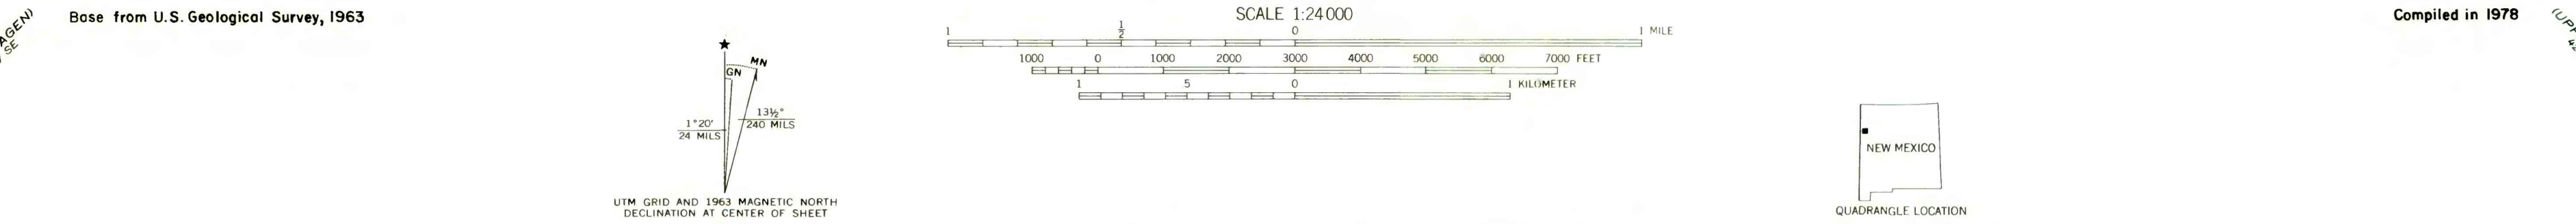 AGEN)
SE
Base from U.S. Geological Survey, 1963
★
MN
GN
1°20'
24 MILS
13½°
240 MILS
UTM GRID AND 1963 MAGNETIC NORTH
DECLINATION AT CENTER OF SHEET
SCALE 1:24 000
1 ½ 0 1 MILE
1000 0 1000 2000 3000 4000 5000 6000 7000 FEET
1 5 0 1 KILOMETER
NEW MEXICO
QUADRANGLE LOCATION
Compiled in 1978